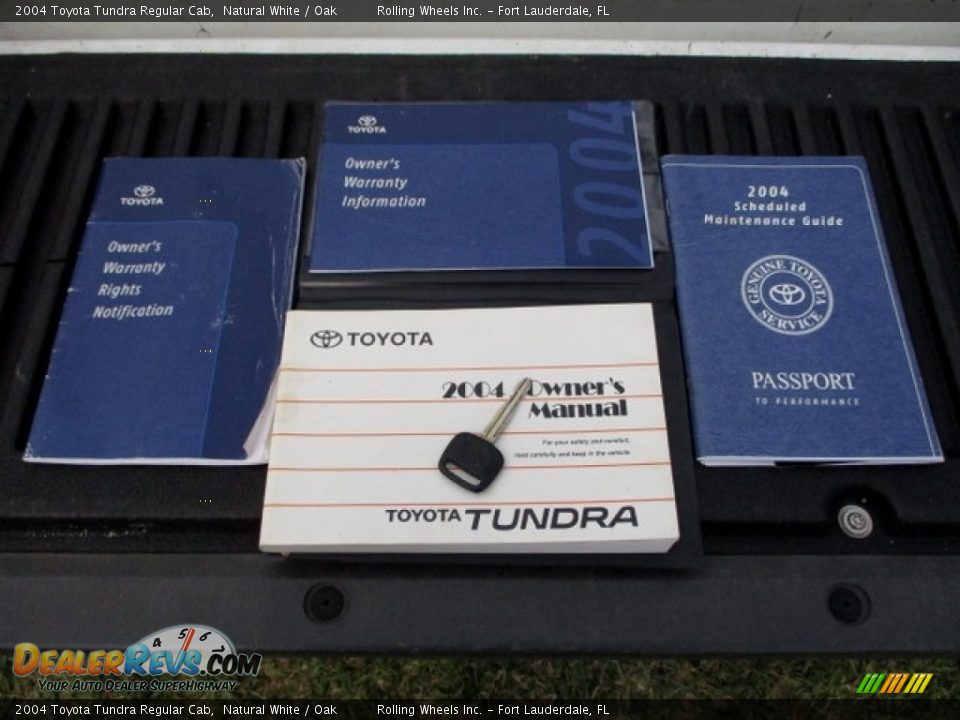 2004 Toyota Tundra Regular Cab, Natural White / Oak Rolling Wheels Inc. - Fort Lauderdale, FL
TOYOTA
Owner's
Warranty
Information
2004
TOYOTA
Owner's
Warranty
Rights
Notification
2004
Scheduled
Maintenance Guide
GENUINE TOYOTA
SERVICE
PASSPORT
TO PERFORMANCE
TOYOTA
2004 Owner's
Manual
For your safety and comfort,
read carefully and keep in the vehicle.
TOYOTA TUNDRA
4 5 6
DEALERREVS.COM
YOUR AUTO DEALER SUPERHIGHWAY
2004 Toyota Tundra Regular Cab, Natural White / Oak Rolling Wheels Inc. - Fort Lauderdale, FL